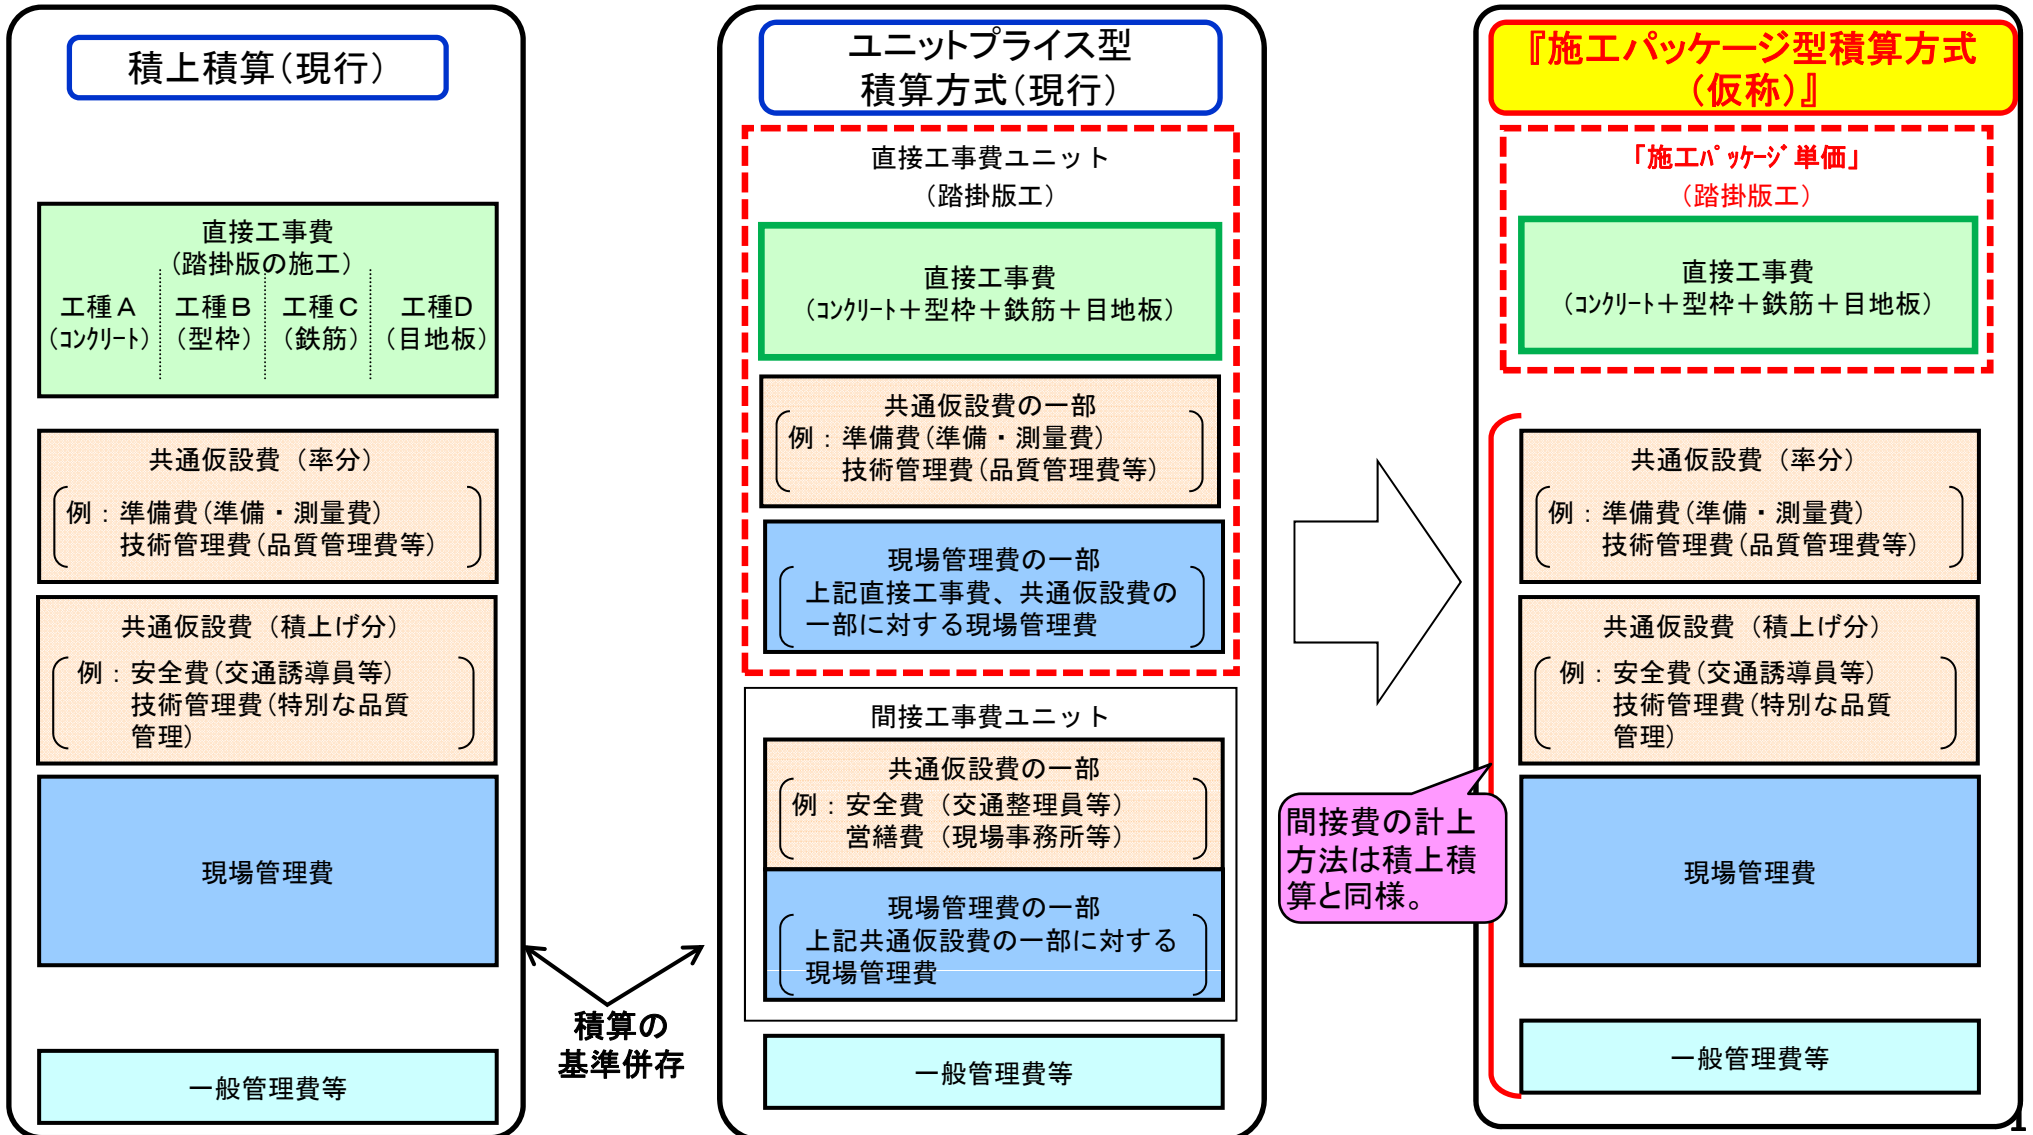 積上積算(現行)
直接工事費
(踏掛版の施工)
工種A
(ｺﾝｸﾘｰﾄ)
工種B
(型枠)
工種C
(鉄筋)
工種D
(目地板)
共通仮設費(率分)
例:準備費(準備・測量費)
技術管理費(品質管理費等)
共通仮設費(積上げ分)
例:安全費(交通誘導員等)
技術管理費(特別な品質
管理)
現場管理費
一般管理費等
積算の
基準併存
ユニットプライス型
積算方式(現行)
直接工事費ユニット
(踏掛版工)
直接工事費
(ｺﾝｸﾘｰﾄ+型枠+鉄筋+目地板)
共通仮設費の一部
例:準備費(準備・測量費)
技術管理費(品質管理費等)
現場管理費の一部
上記直接工事費、共通仮設費の
一部に対する現場管理費
間接工事費ユニット
共通仮設費の一部
例:安全費(交通整理員等)
営繕費(現場事務所等)
現場管理費の一部
上記共通仮設費の一部に対する
現場管理費
一般管理費等
『施工パッケージ型積算方式
(仮称)』
「施工ﾊﾟｯｹｰｼﾞ単価」
(踏掛版工)
直接工事費
(ｺﾝｸﾘｰﾄ+型枠+鉄筋+目地板)
共通仮設費(率分)
例:準備費(準備・測量費)
技術管理費(品質管理費等)
共通仮設費(積上げ分)
例:安全費(交通誘導員等)
技術管理費(特別な品質
管理)
間接費の計上
方法は積上積
算と同様。
現場管理費
一般管理費等
1